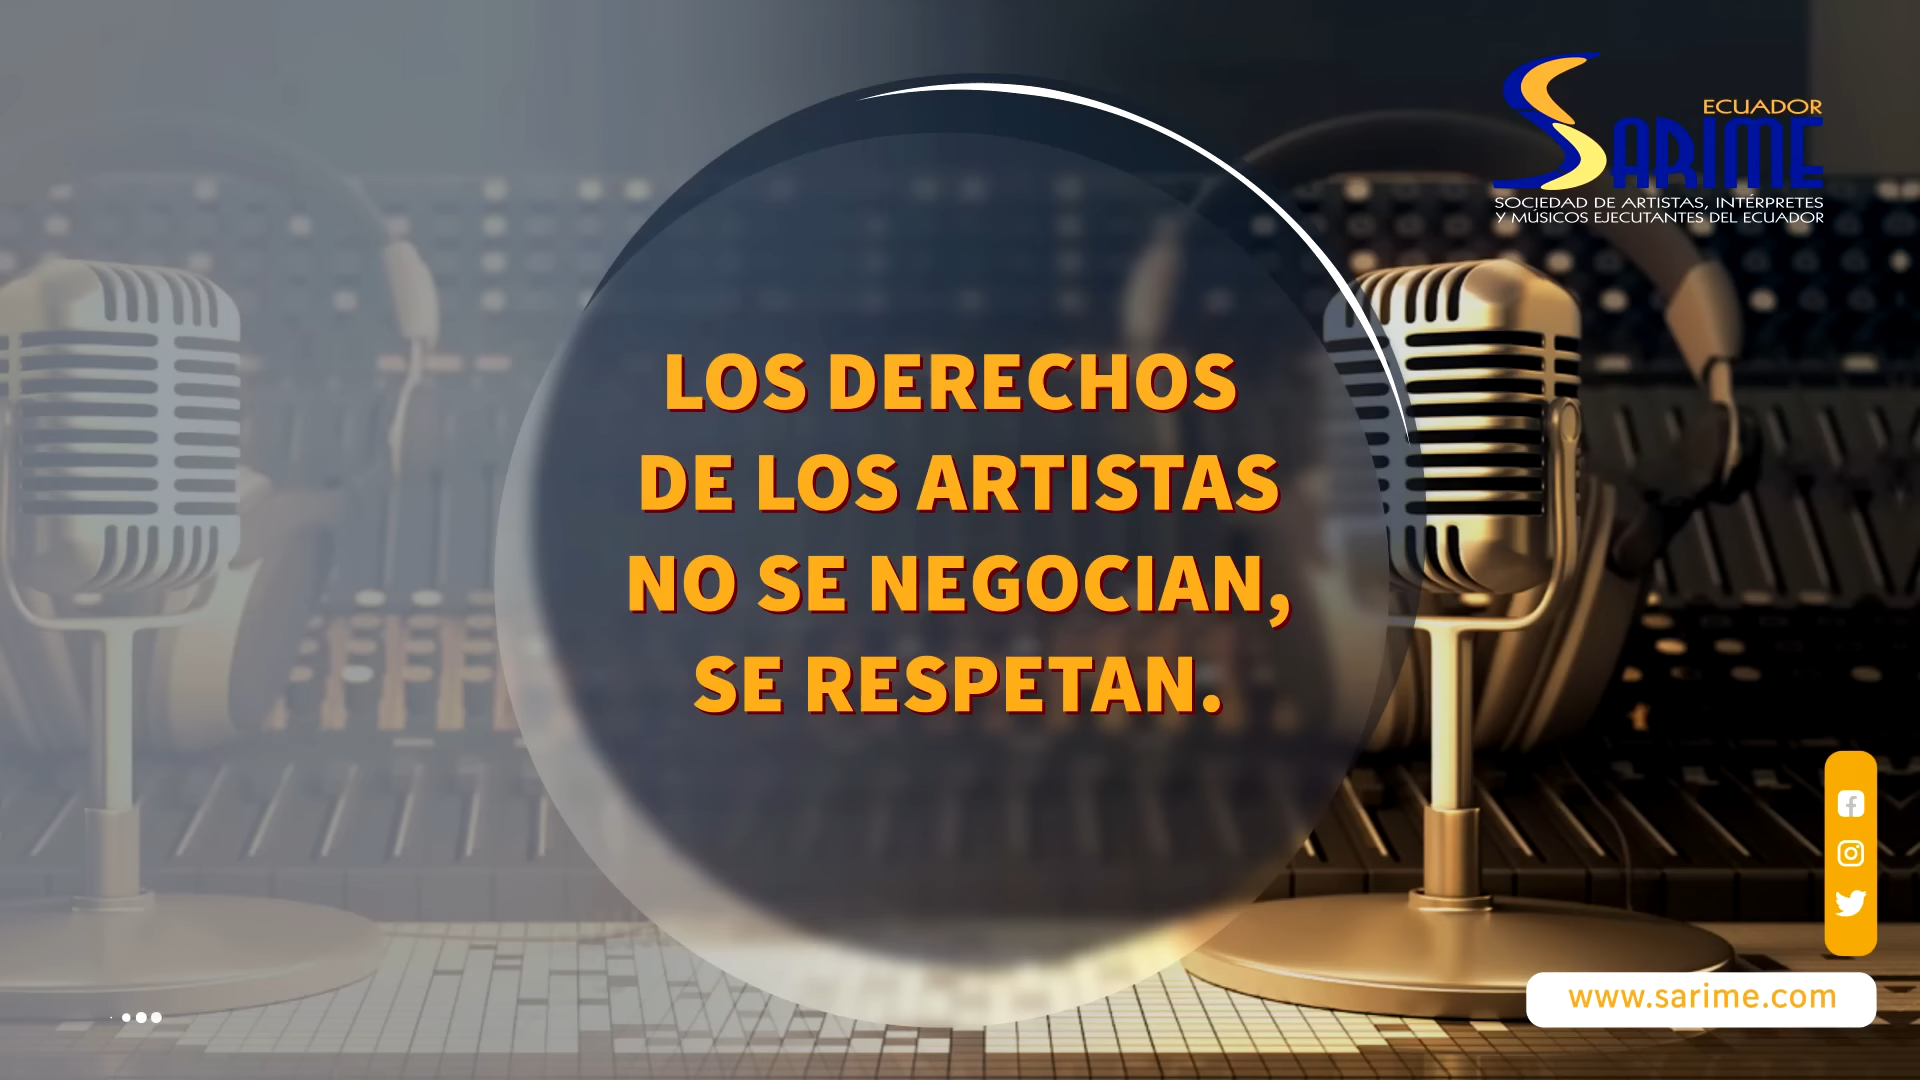 ECUADOR
SARIME
SOCIEDAD DE ARTISTAS, INTÉRPRETES
Y MÚSICOS EJECUTANTES DEL ECUADOR
LOS DERECHOS
DE LOS ARTISTAS
NO SE NEGOCIAN,
SE RESPETAN.
www.sarime.com